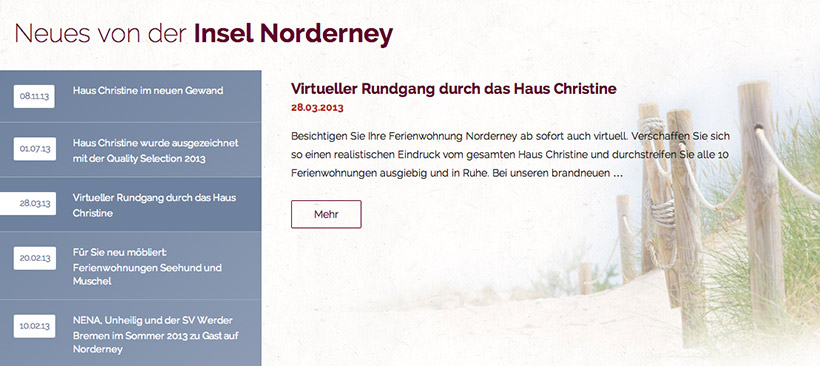 Neues von der Insel Norderney
08.11.13
Haus Christine im neuen Gewand
01.07.13
Haus Christine wurde ausgezeichnet
mit der Quality Selection 2013
28.03.13
Virtueller Rundgang durch das Haus
Christine
20.02.13
Für Sie neu möbliert:
Ferienwohnungen Seehund und
Muschel
10.02.13
NENA, Unheilig und der SV Werder
Bremen im Sommer 2013 zu Gast auf
Norderney
Virtueller Rundgang durch das Haus Christine
28.03.2013
Besichtigen Sie Ihre Ferienwohnung Norderney ab sofort auch virtuell. Verschaffen Sie sich
so einen realistischen Eindruck vom gesamten Haus Christine und durchstreifen Sie alle 10
Ferienwohnungen ausgiebig und in Ruhe. Bei unseren brandneuen ...
Mehr